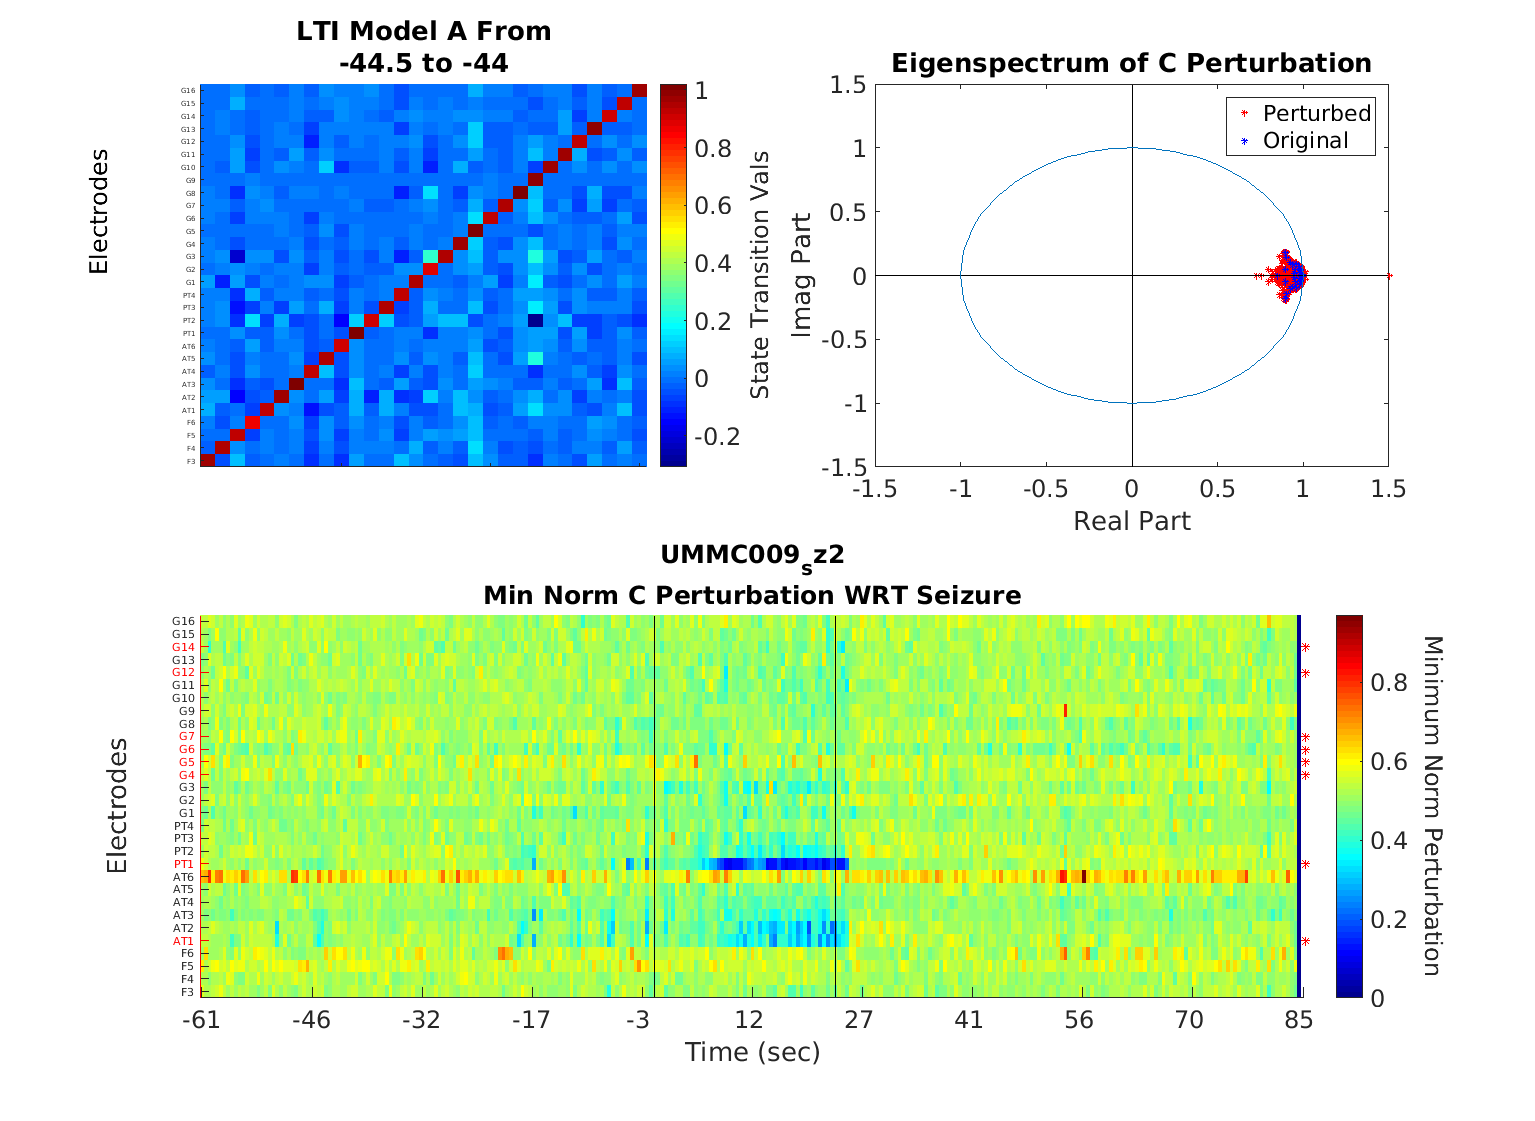 LTI Model A From
-44.5 to -44
Electrodes
G16
G15
G14
G13
G12
G11
G10
G9
G8
G7
G6
G5
G4
G3
G2
G1
PT4
PT3
PT2
PT1
AT6
AT5
AT4
AT3
AT2
AT1
F6
F5
F4
F3
1
0.8
0.6
0.4
0.2
0
-0.2
State Transition Vals
Eigenspectrum of C Perturbation
Perturbed
Original
1.5
1
0.5
0
-0.5
-1
-1.5
Imag Part
-1.5 -1 -0.5 0 0.5 1 1.5
Real Part
UMMC009sz2
Min Norm C Perturbation WRT Seizure
Electrodes
G16
G15
G14
G13
G12
G11
G10
G9
G8
G7
G6
G5
G4
G3
G2
G1
PT4
PT3
PT2
PT1
AT6
AT5
AT4
AT3
AT2
AT1
F6
F5
F4
F3
-61 -46 -32 -17 -3 12 27 41 56 70 85
Time (sec)
0.8
0.6
0.4
0.2
0
Minimum Norm Perturbation